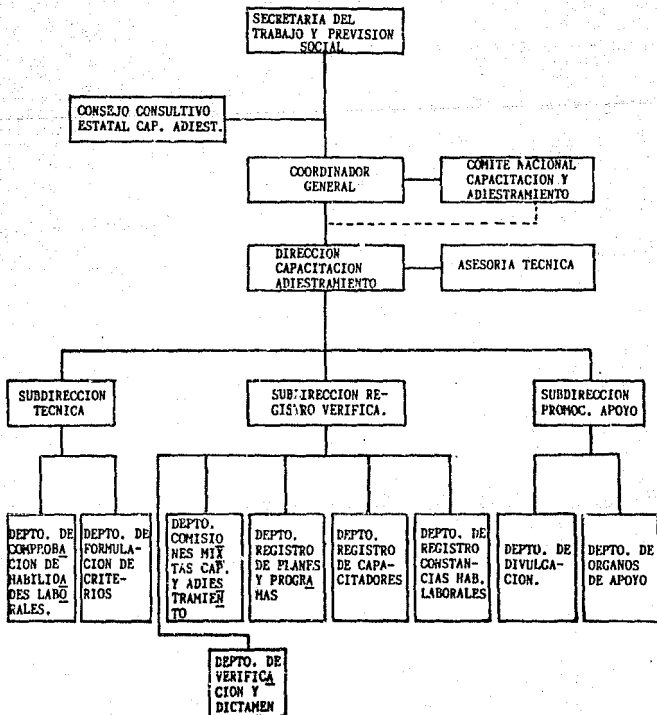 SECRETARIA DEL
TRABAJO Y PREVISION
SOCIAL
CONSEJO CONSULTIVO
ESTATAL CAP. ADIEST.
COORDINADOR
GENERAL
COMITE NACIONAL
CAPACITACION Y
ADIESTRAMIENTO
DIRECCION
CAPACITACION
ADIESTRAMIENTO
ASESORIA TECNICA
SUBDIRECCION
TECNICA
SUBDIRECCION RE-
GISTRO VERIFICA.
SUBDIRECCION
PROMOC. APOYO
DEPTO. DE
COMPROBA
CION DE
HABILIDA
DES LABO
RALES.
DEPTO. DE
FORMULA-
CION DE
CRITE-
RIOS
DEPTO.
COMISIO
NES MIX
TAS CAP.
Y ADIES
TRAMIEN
TO
DEPTO.
REGISTRO
DE PLANES
Y PROGRA
MAS
DEPTO.
REGISTRO
DE CAPA-
CITADORES
DEPTO. DE
REGISTRO
CONSTAN-
CIAS HAB.
LABORALES
DEPTO. DE
DIVULGA-
CION.
DEPTO. DE
ORGANOS
DE APOYO
DEPTO. DE
VERIFICA
CION Y
DICTAMEN